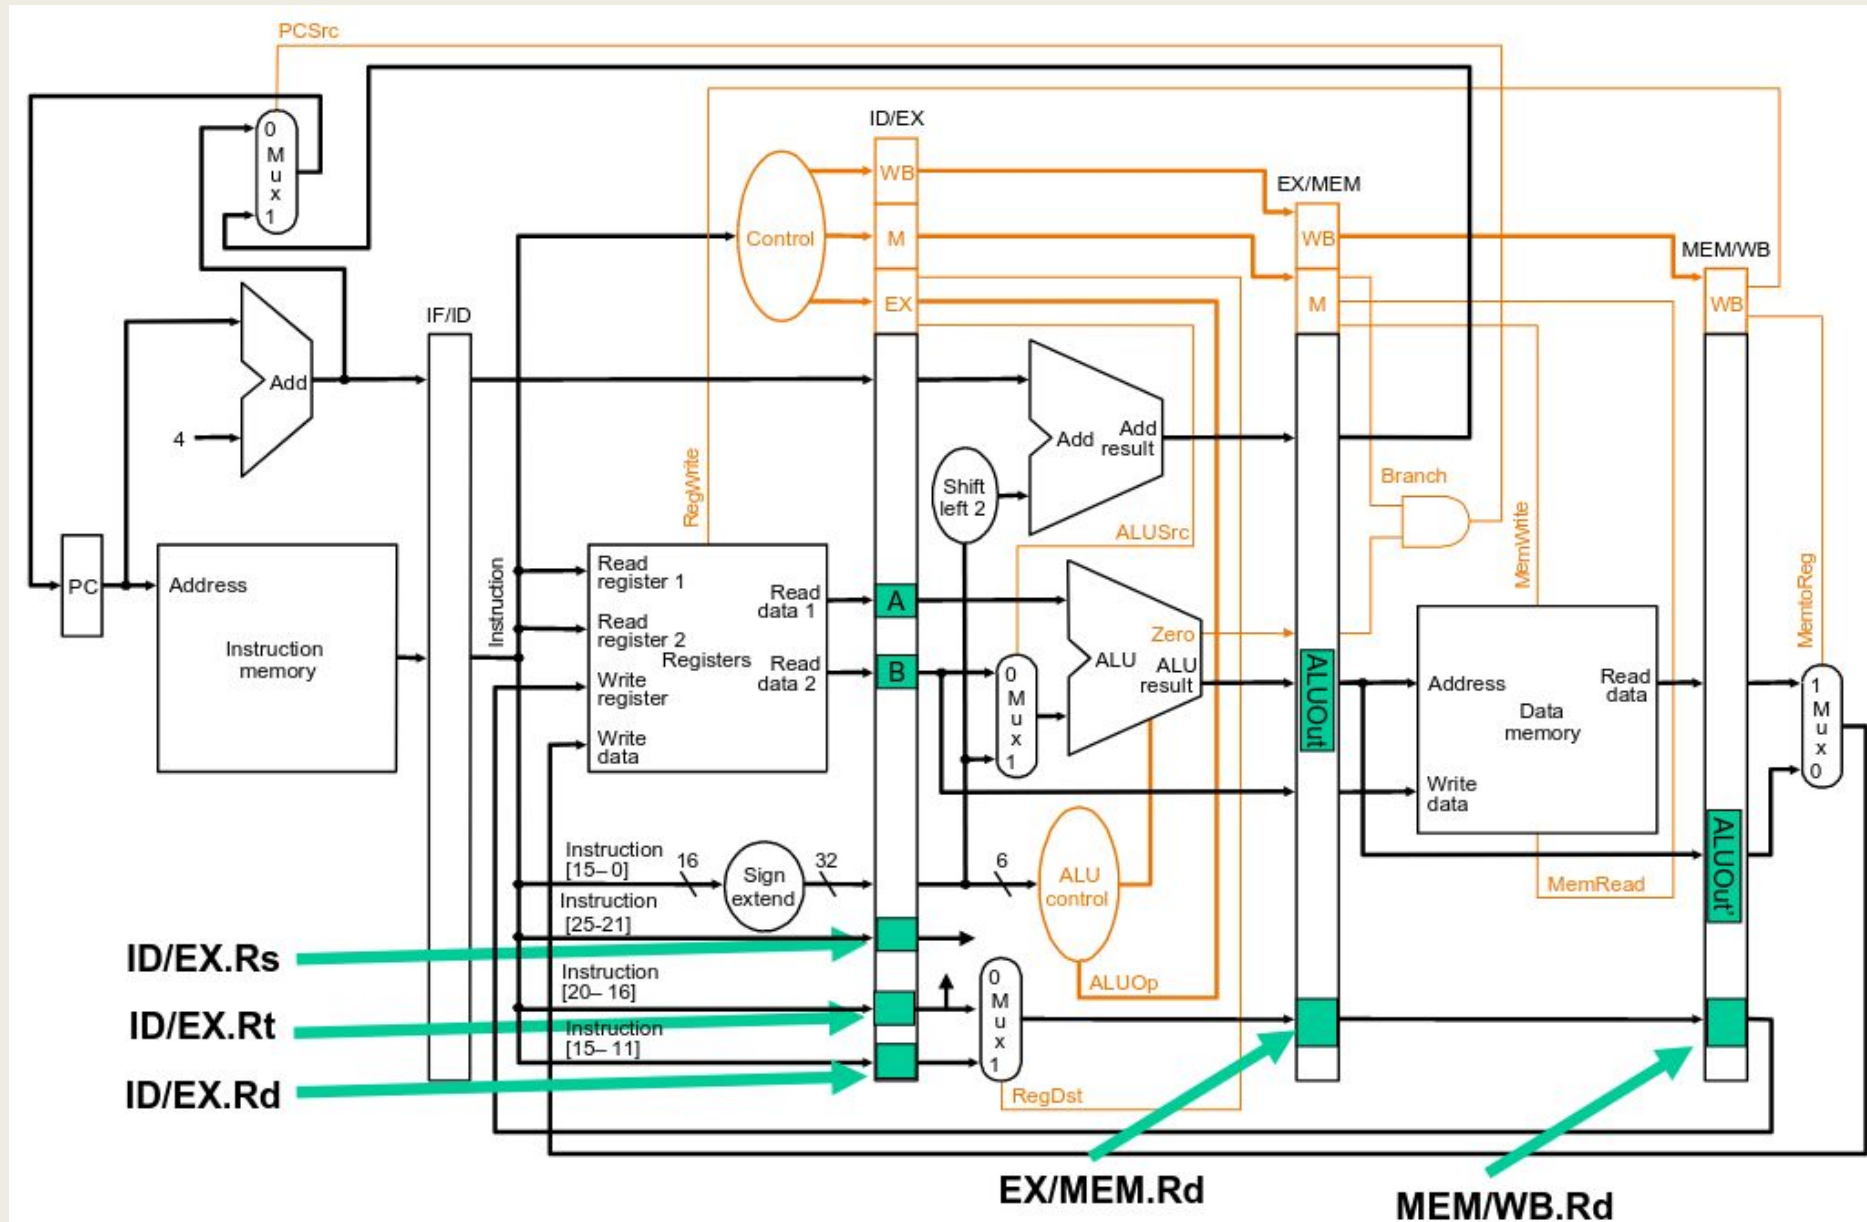 PCSrc
ID/EX
0
M
u
x
1
WB
EX/MEM
Control
M
WB
MEM/WB
EX
M
WB
IF/ID
Add
4
Add
Add
result
Branch
Shift
left 2
RegWrite
ALUSrc
MemWrite
MemtoReg
PC
Address
Instruction
memory
Instruction
Read
register 1
Read
register 2
Registers
Write
register
Write
data
Read
data 1
Read
data 2
A
B
0
M
u
x
1
Zero
ALU
ALU
result
ALUOut
Address
Read
data
Data
memory
Write
data
1
M
u
x
0
Instruction
[15– 0]
16
Sign
extend
32
6
ALU
control
MemRead
ALUOut'
Instruction
[25-21]
ID/EX.Rs
Instruction
[20– 16]
0
M
u
x
1
ALUOp
ID/EX.Rt
Instruction
[15– 11]
ID/EX.Rd
RegDst
EX/MEM.Rd
MEM/WB.Rd